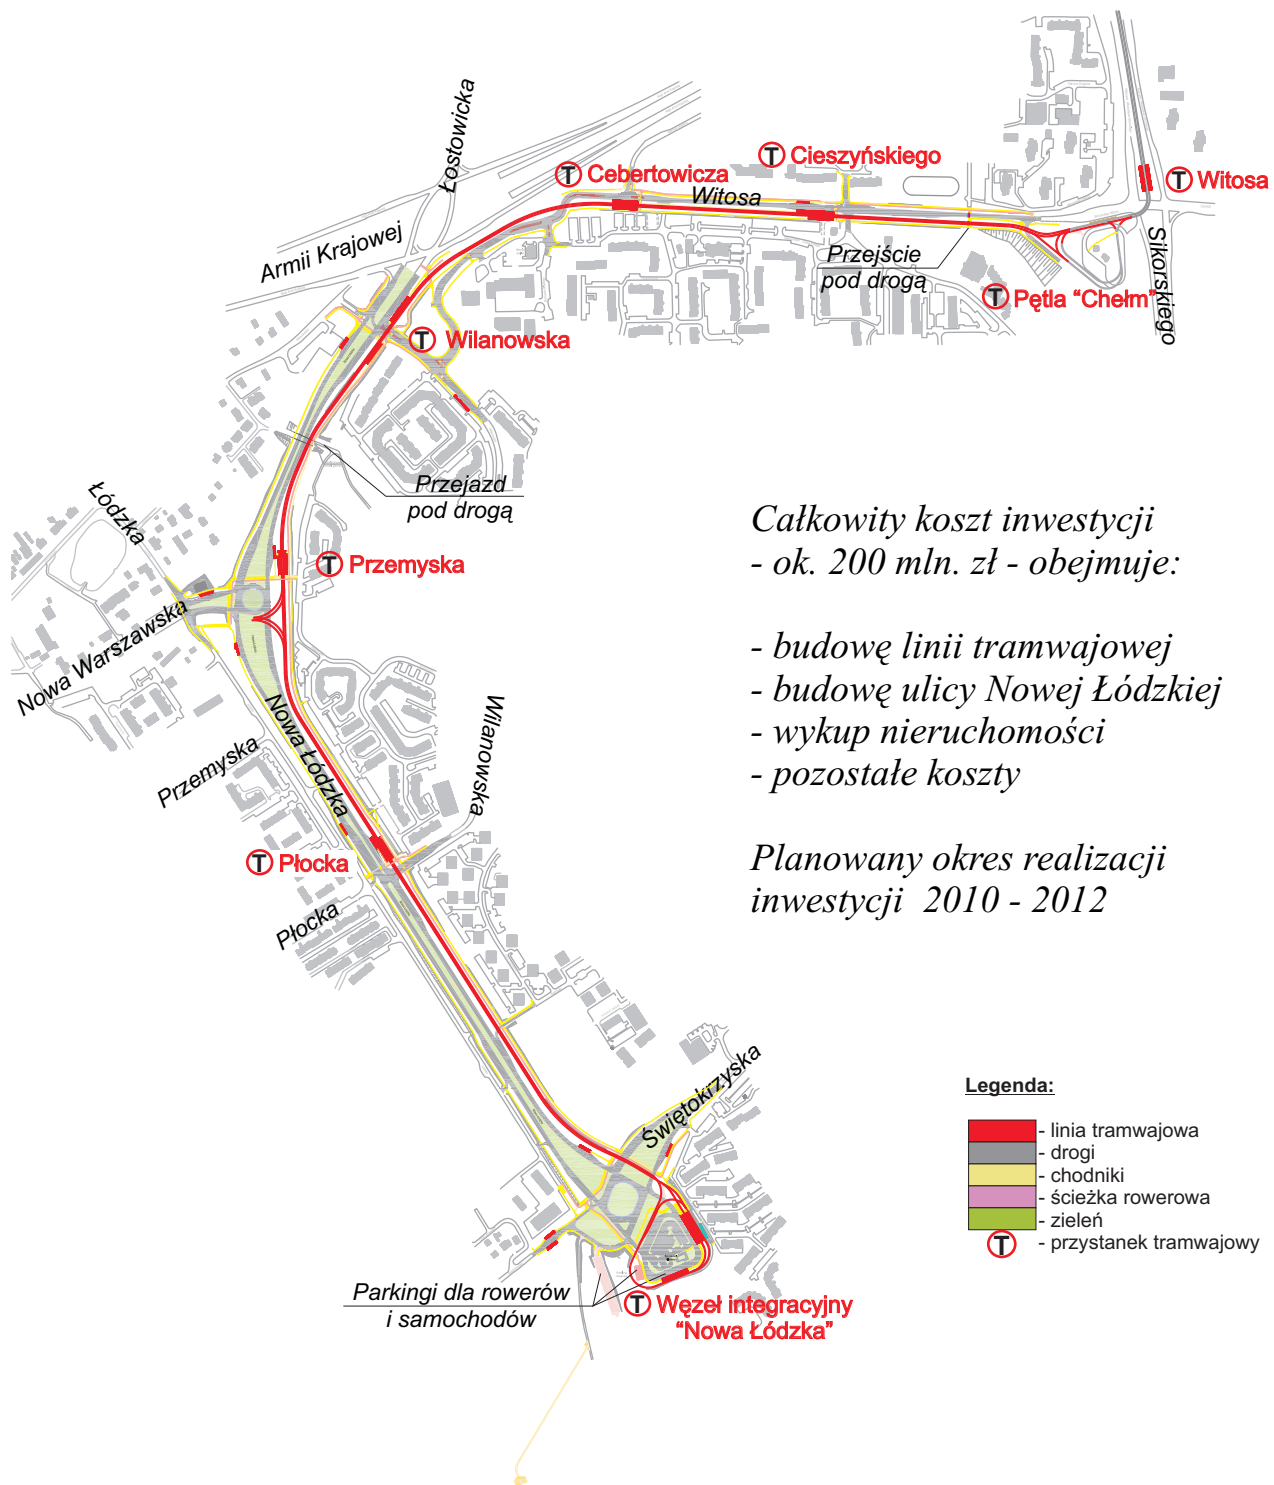 Łostowicka
Armii Krajowej
T Cebertowicza
T Cieszyńskiego
Witosa
T Witosa
Sikorskiego
Przejście
pod drogą
T Pętla “Chełm”
T Wilanowska
Przejazd
pod drogą
Łódzka
T Przemyska
Nowa Warszawska
Nowa Łódzka
Wilanowska
Przemyska
T Płocka
Płocka
Całkowity koszt inwestycji
- ok. 200 mln. zł - obejmuje:
- budowę linii tramwajowej
- budowę ulicy Nowej Łódzkiej
- wykup nieruchomości
- pozostałe koszty
Planowany okres realizacji
inwestycji 2010 - 2012
Świętokrzyska
Parkingi dla rowerów
i samochodów
T Węzeł integracyjny
“Nowa Łódzka”
Legenda:
- linia tramwajowa
- drogi
- chodniki
- ścieżka rowerowa
- zieleń
T - przystanek tramwajowy